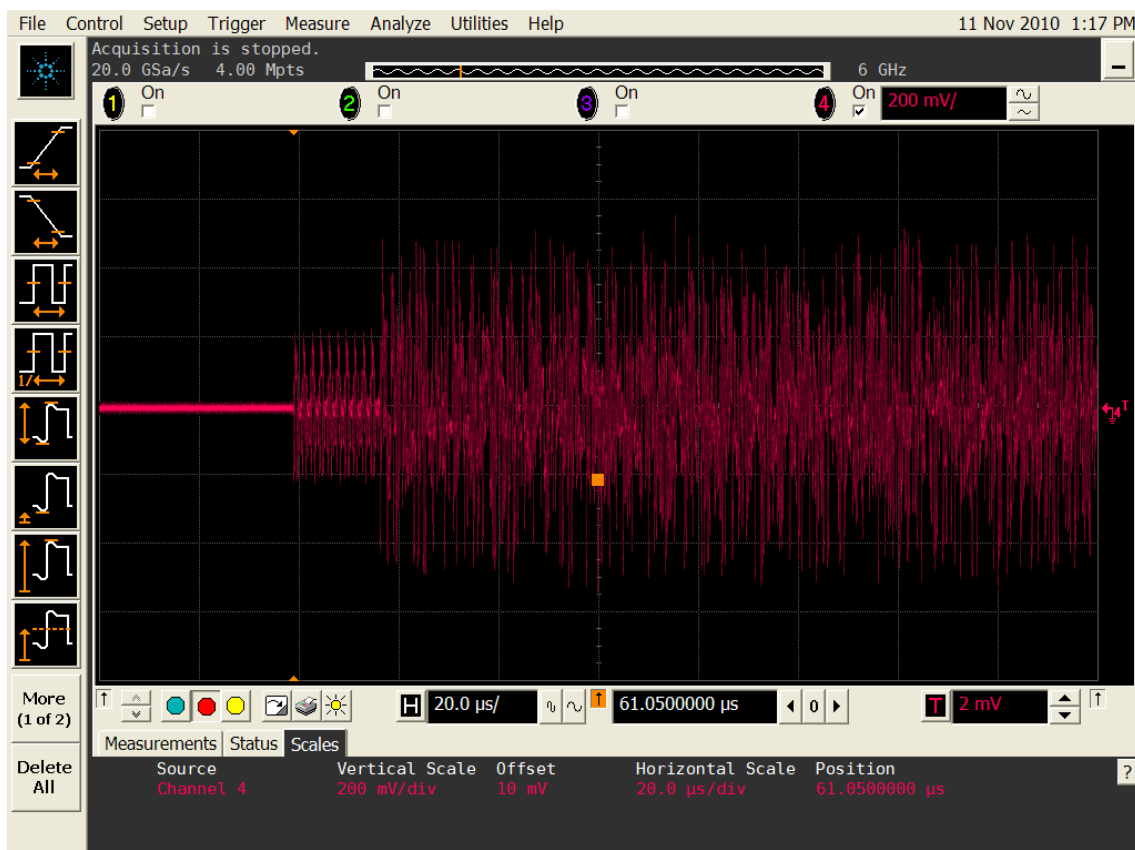 File Control Setup Trigger Measure Analyze Utilities Help 11 Nov 2010 1:17 PM
Acquisition is stopped.
20.0 GSa/s 4.00 Mpts 6 GHz
1 On 2 On 3 On 4 On 200 mV/
1/
4 T
More
(1 of 2)
Delete
All
H 20.0 µs/ 61.0500000 µs 0 T 2 mV
Measurements Status Scales
Source Vertical Scale Offset Horizontal Scale Position ?
Channel 4 200 mV/div 10 mV 20.0 µs/div 61.0500000 µs